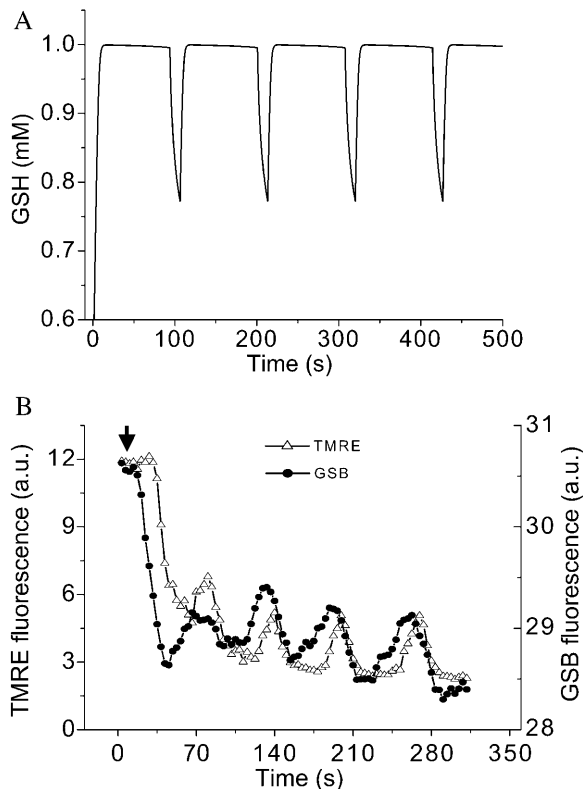 A
GSH (mM)
1.0
0.9
0.8
0.7
0.6
0 100 200 300 400 500
Time (s)
B
TMRE fluorescence (a.u.)
12
9
6
3
0
TMRE
GSB
31
30
29
28
GSB fluorescence (a.u.)
0 70 140 210 280 350
Time (s)